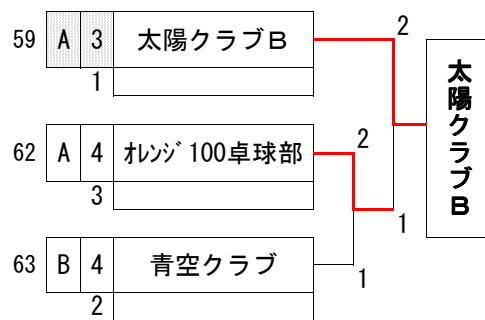 59 A 3 太陽クラブB 2
1
太陽クラブB
62 A 4 オレンジ100卓球部 2
3
1
63 B 4 青空クラブ 1
2